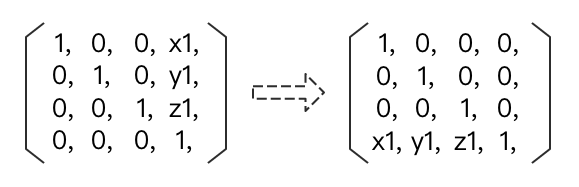 1, 0, 0, x1,
0, 1, 0, y1,
0, 0, 1, z1,
0, 0, 0, 1,
1, 0, 0, 0,
0, 1, 0, 0,
0, 0, 1, 0,
x1, y1, z1, 1,